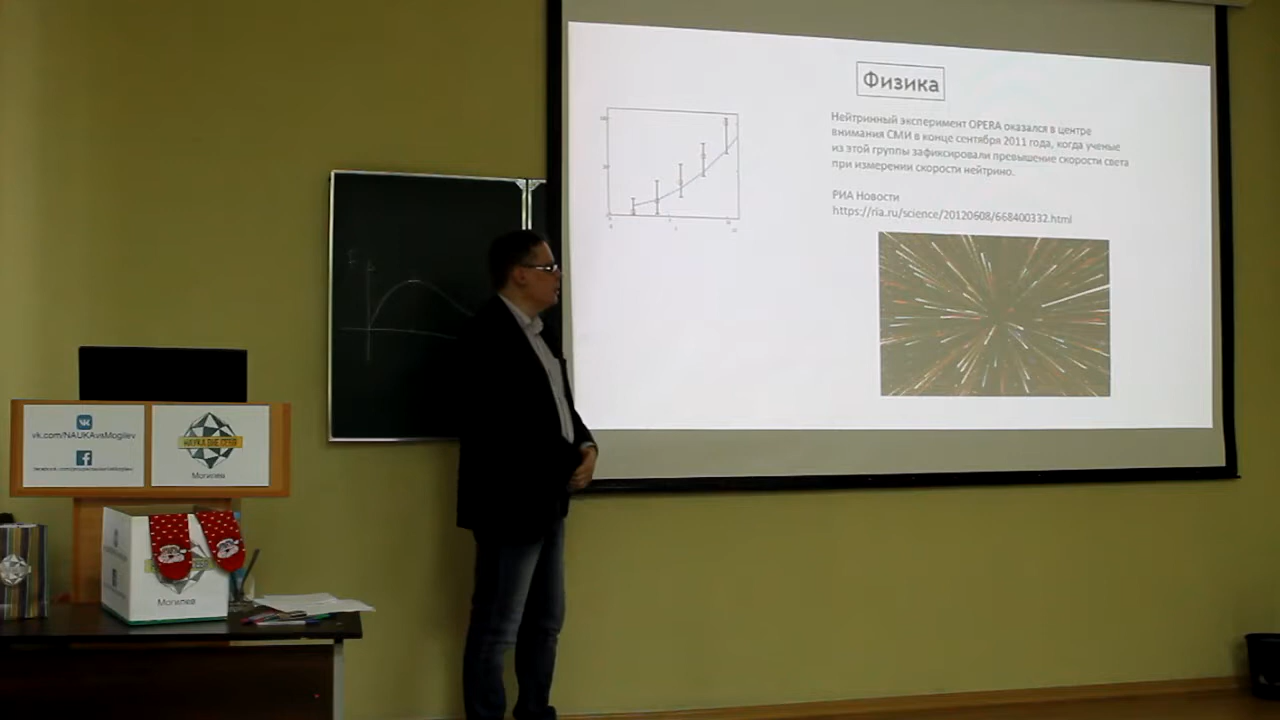 Физика
Нейтринный эксперимент OPERA оказался в центре
внимания СМИ в конце сентября 2011 года, когда ученые
из этой группы зафиксировали превышение скорости света
при измерении скорости нейтрино.
РИА Новости
https://ria.ru/science/20120608/668400332.html
vk.com/NAUKAvsMogilev
НАУКА ВНЕ СЕБЯ
Могилев
Могилев